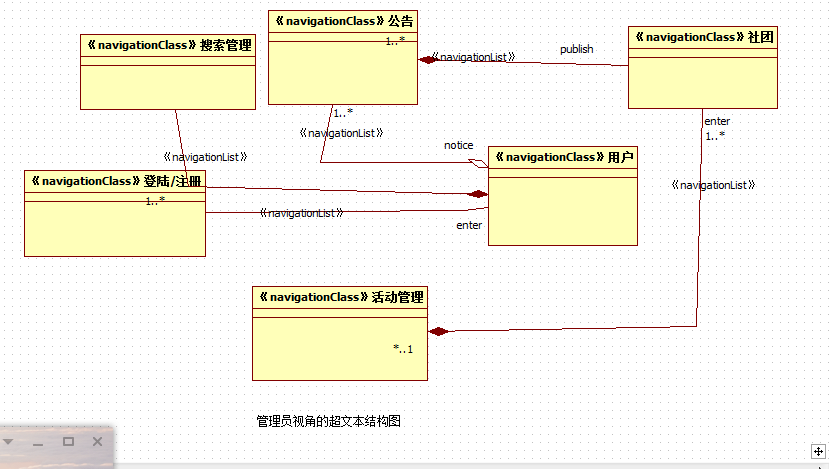 《navigationClass》公告
1..*
《navigationClass》搜索管理
《navigationClass》社团
《navigationList》
publish
1..*
《navigationList》
enter
1..*
notice
《navigationList》
《navigationClass》用户
《navigationClass》登陆/注册
1..*
《navigationList》
《navigationList》
enter
《navigationClass》活动管理
*..1
管理员视角的超文本结构图